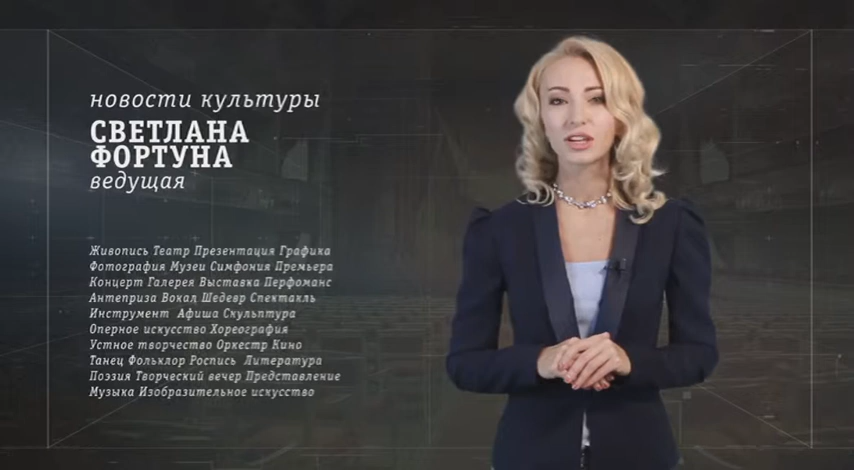 новости культуры
СВЕТЛАНА
ФОРТУНА
ведущая
Живопись Театр Презентация Графика
Фотография Музеи Симфония Премьера
Концерт Галерея Выставка Перфоманс
Антеприза Вокал Шедевр Спектакль
Инструмент Афиша Скульптура
Оперное искусство Хореография
Устное творчество Оркестр Кино
Танец Фольклор Роспись Литература
Поэзия Творческий вечер Представление
Музыка Изобразительное искусство